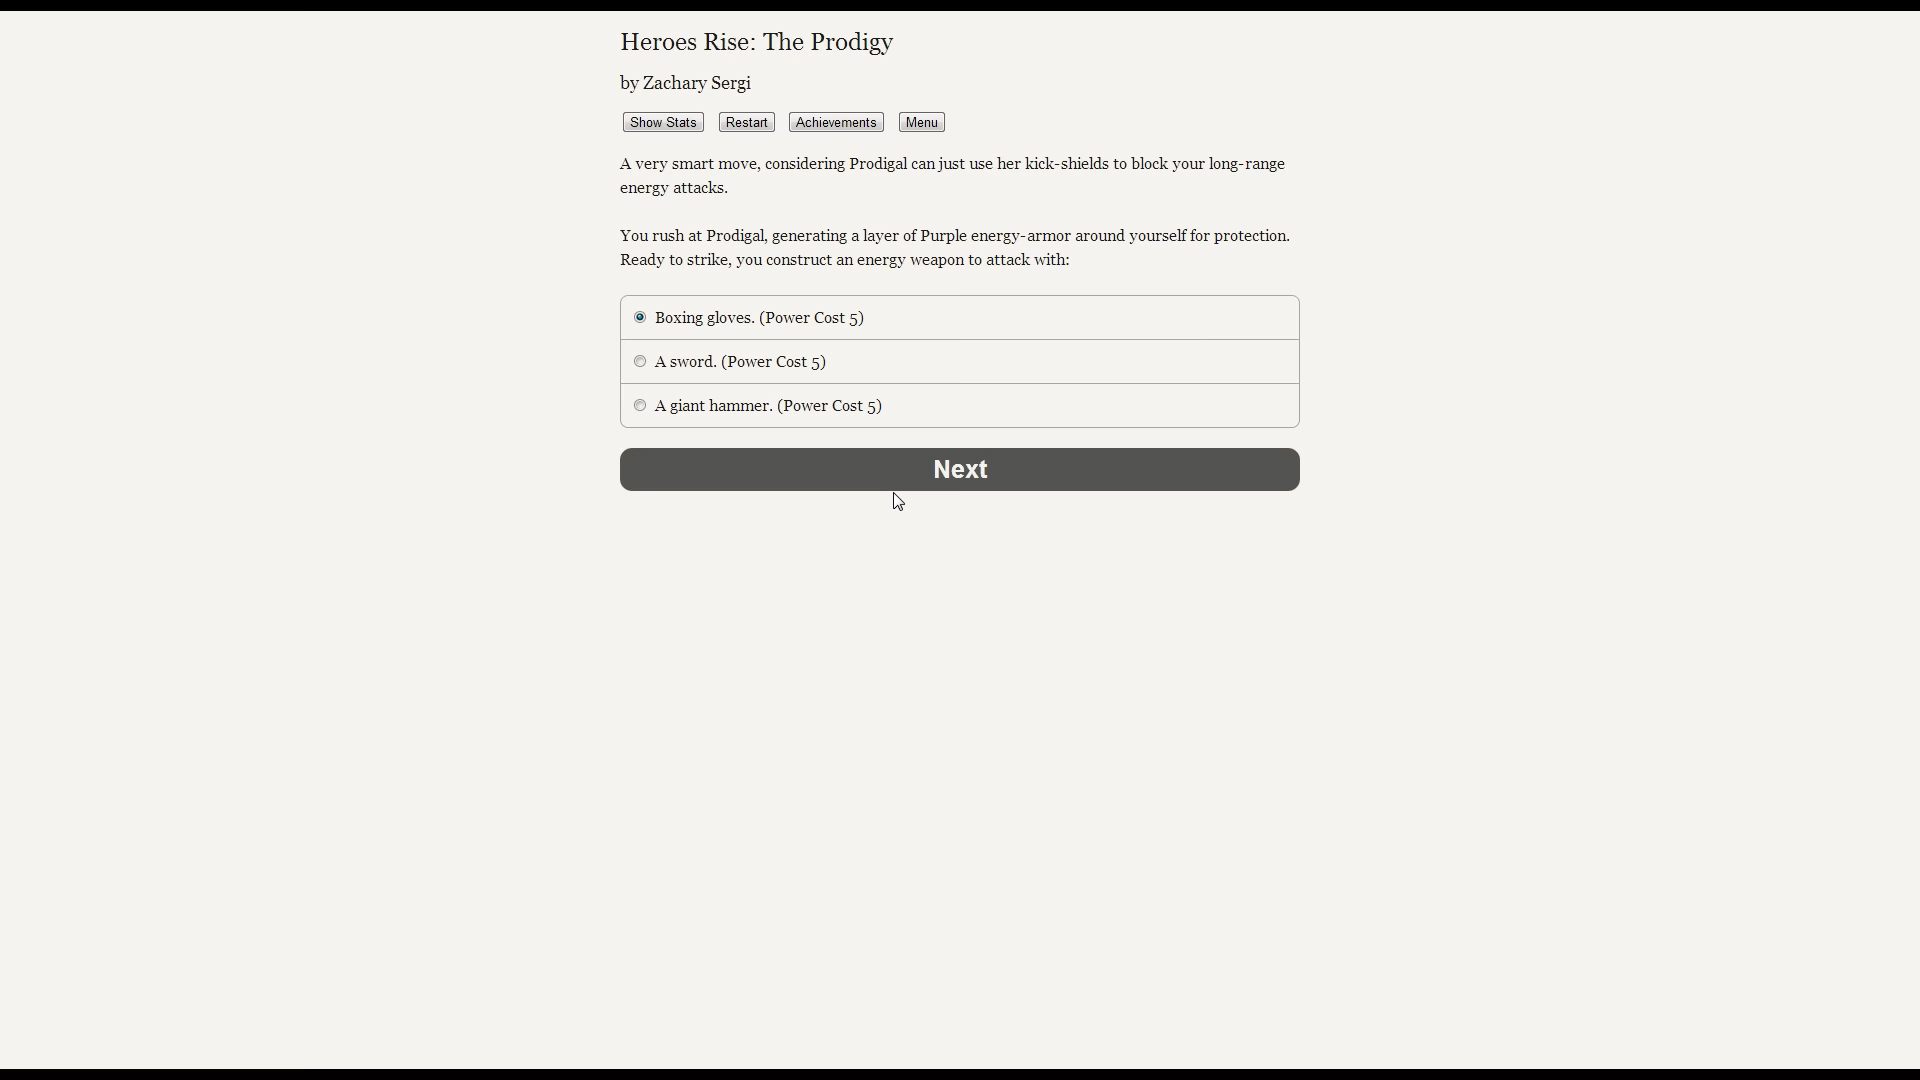 Heroes Rise: The Prodigy
by Zachary Sergi
Show Stats Restart Achievements Menu
A very smart move, considering Prodigal can just use her kick-shields to block your long-range
energy attacks.
You rush at Prodigal, generating a layer of Purple energy-armor around yourself for protection.
Ready to strike, you construct an energy weapon to attack with:
Boxing gloves. (Power Cost 5)
A sword. (Power Cost 5)
A giant hammer. (Power Cost 5)
Next